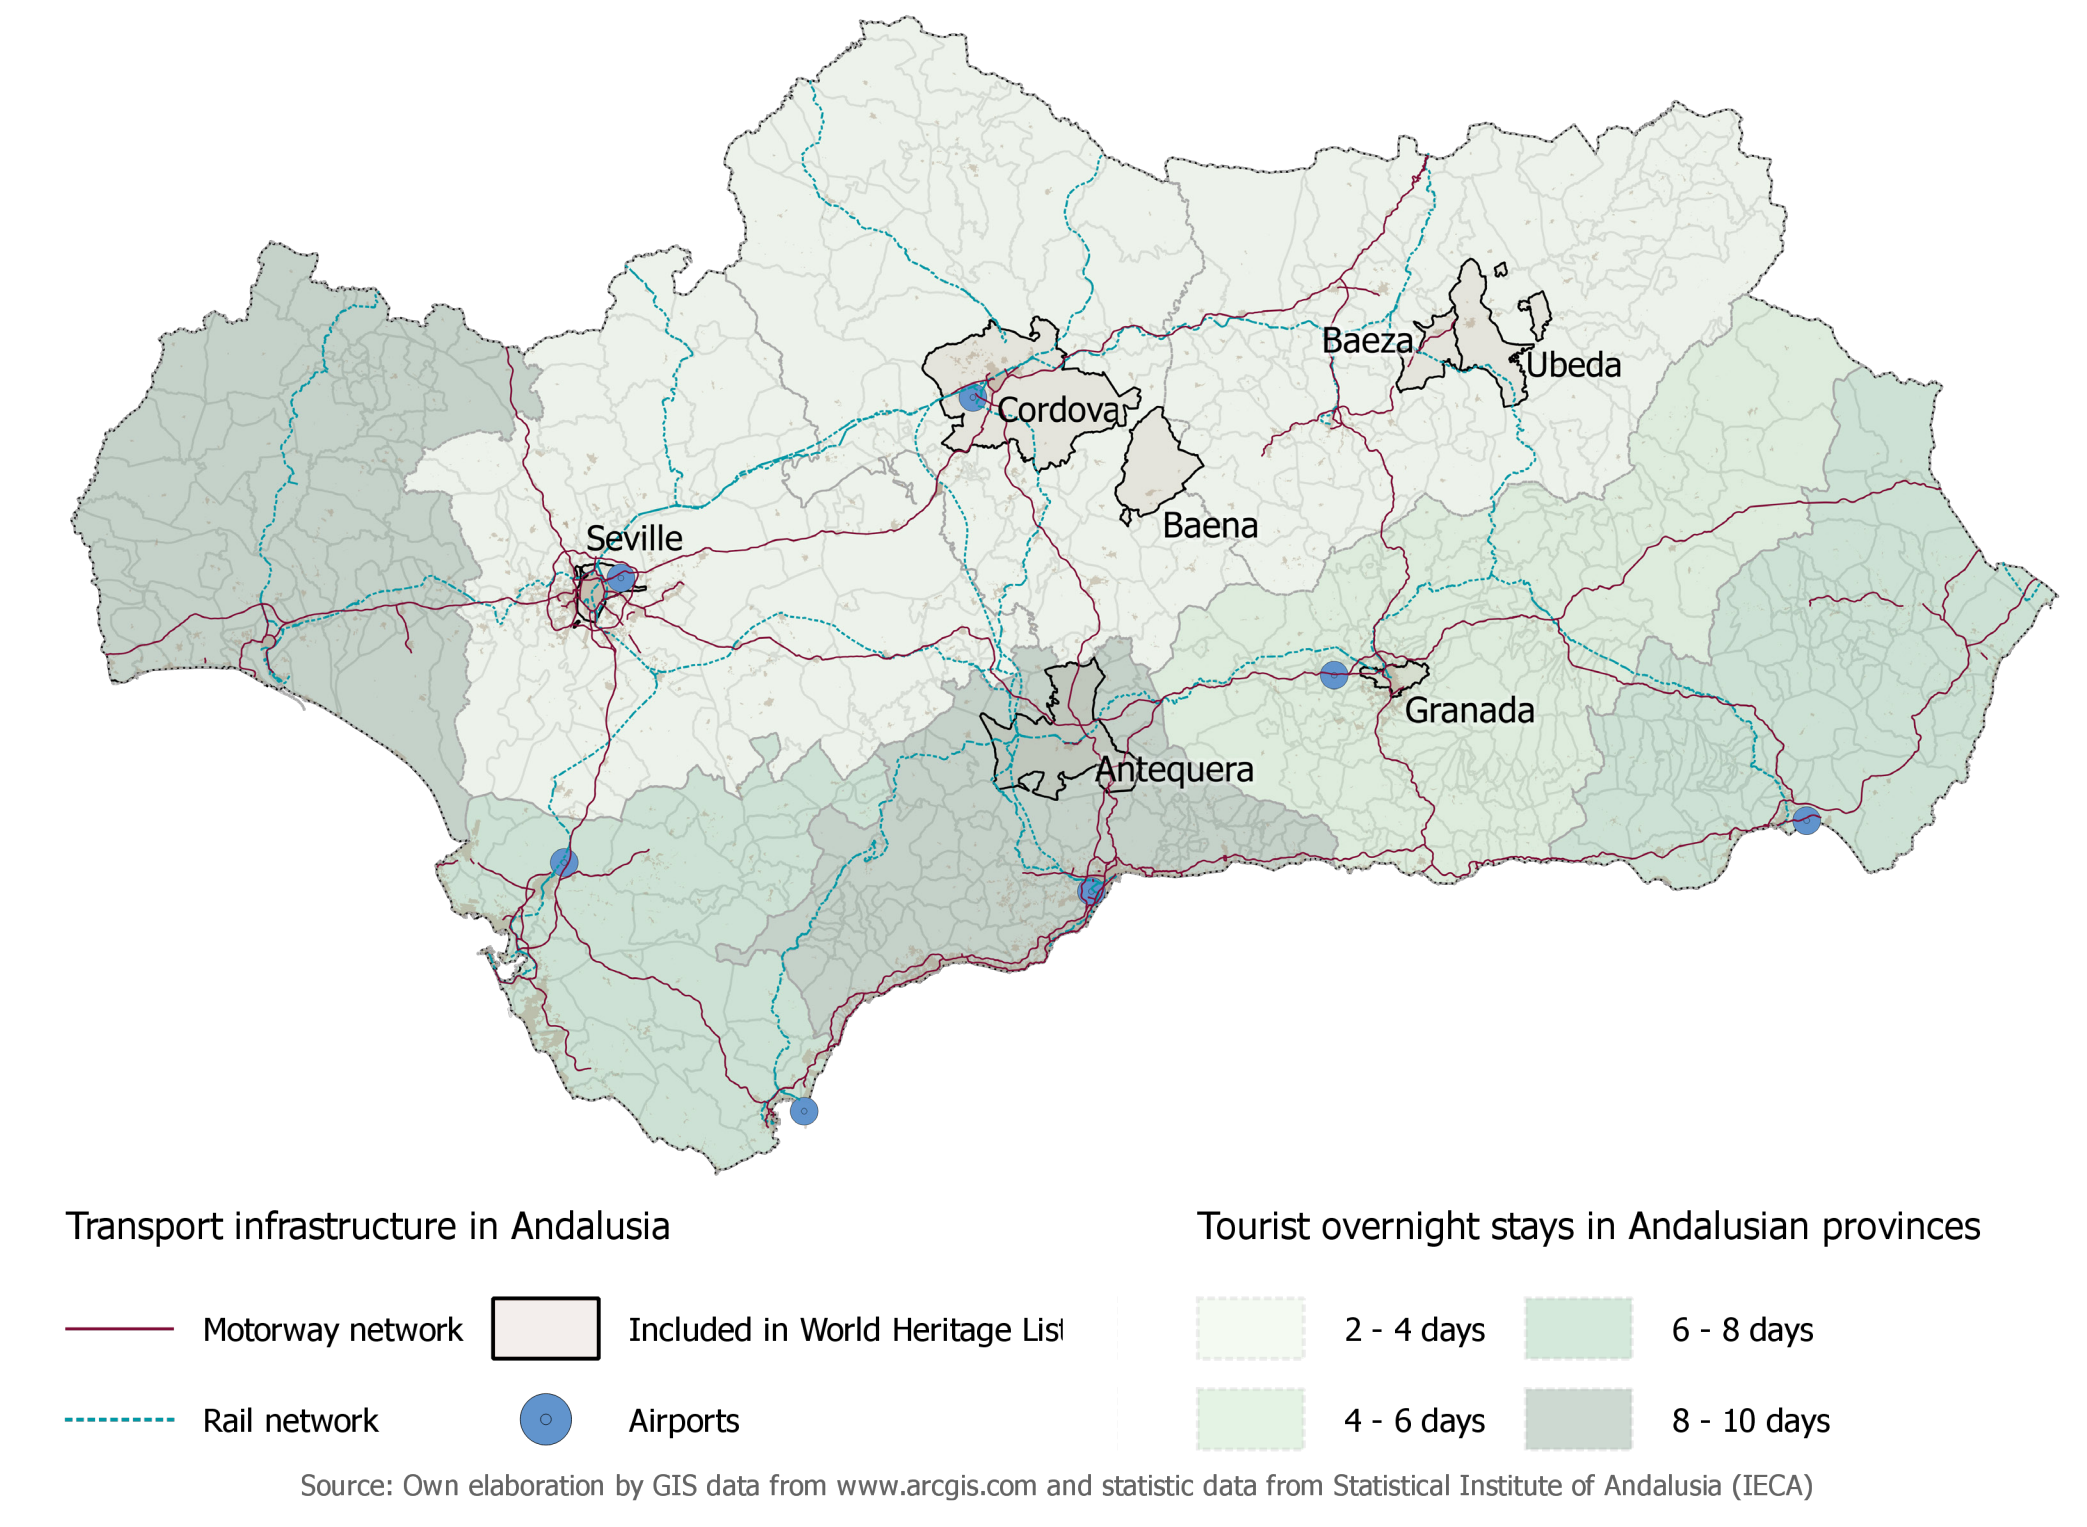 Baeza
Ubeda
Cordova
Baena
Seville
Granada
Antequera
Transport infrastructure in Andalusia
Tourist overnight stays in Andalusian provinces
Motorway network
Included in World Heritage List
2 - 4 days
6 - 8 days
Rail network
Airports
4 - 6 days
8 - 10 days
Source: Own elaboration by GIS data from www.arcgis.com and statistic data from Statistical Institute of Andalusia (IECA)